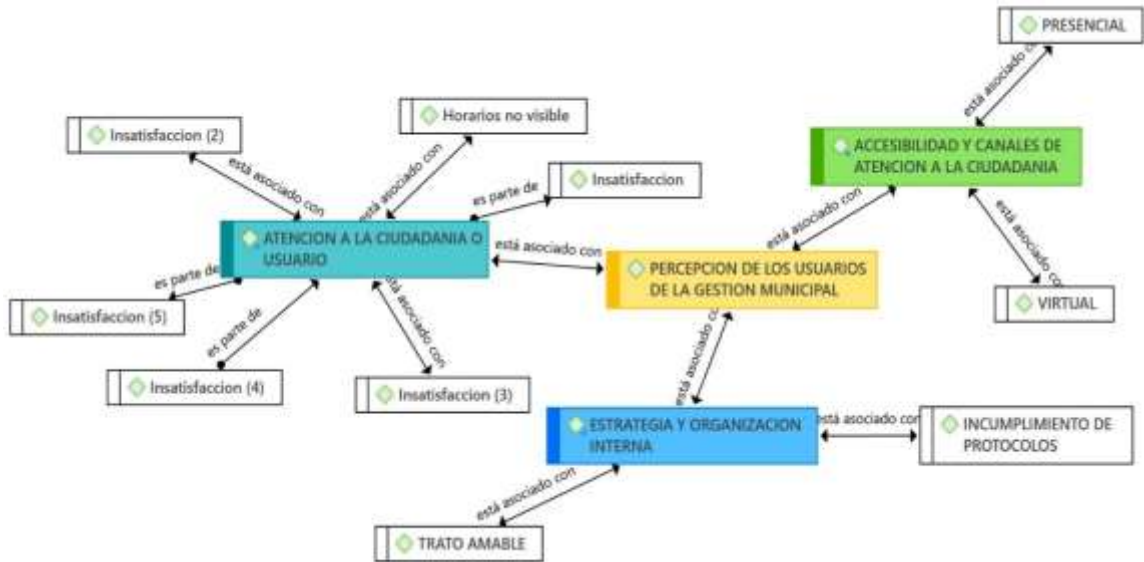 PRESENCIAL
está asociado con
Insatisfaccion (2)
Horarios no visible
ACCESIBILIDAD Y CANALES DE
ATENCION A LA CIUDADANIA
está asociado con
está asociado con
es parte de
Insatisfaccion
está asociado con
está asociado con
ATENCION A LA CIUDADANIA O
USUARIO
está asociado con
PERCEPCION DE LOS USUARIOS
DE LA GESTION MUNICIPAL
es parte de
Insatisfaccion (5)
VIRTUAL
es parte de
está asociado con
está asociado con
Insatisfaccion (4)
Insatisfaccion (3)
ESTRATEGIA Y ORGANIZACION
INTERNA
está asociado con
INCUMPLIMIENTO DE
PROTOCOLOS
está asociado con
TRATO AMABLE